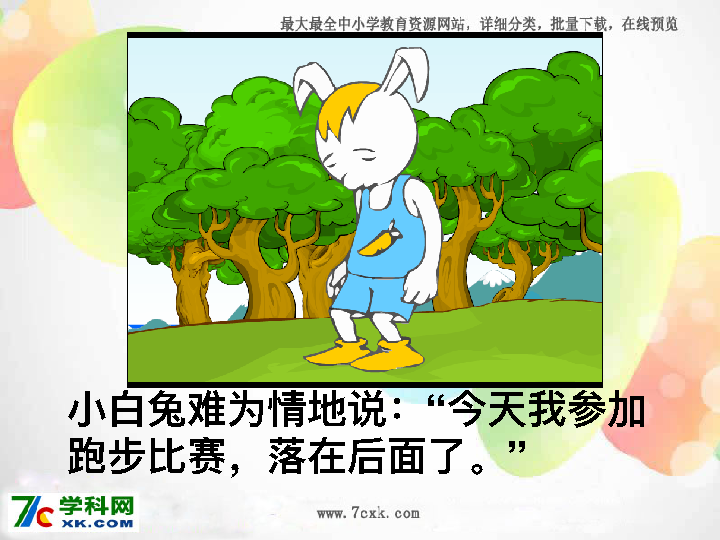 最大最全中小学教育资源网站，详细分类，批量下载，在线预览
小白兔难为情地说：“今天我参加
跑步比赛，落在后面了。”
7C 学科网
XK.COM
www.7cxk.com